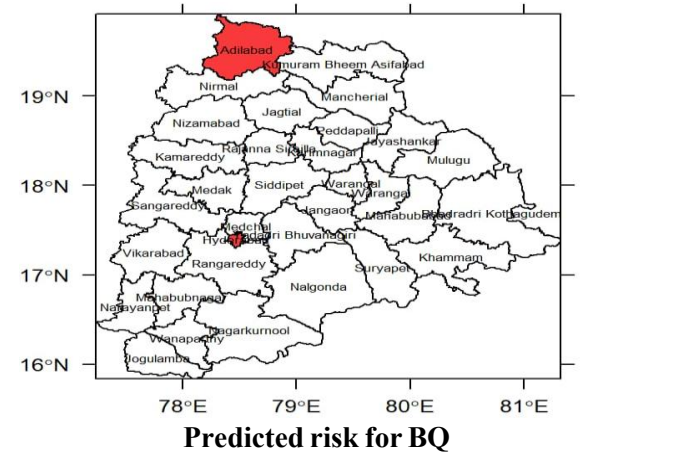 Adilabad
Kumuram Bheem Asifabad
19°N
Nirmal
Mancherial
Jagtial
Nizamabad
Peddapalli
Jayashankar
Rajanna Sircilla
Karimnagar
Kamareddy
Mulugu
18°N
Siddipet
Warangal
Medak
Warangal
Sangareddy
Jangaon
Mahabubabad
Bhadradri Kothagudem
Medchal
Yadadri Bhuvanagiri
Hyderabad
Vikarabad
Khammam
Rangareddy
Suryapet
17°N
Nalgonda
Mahabubnagar
Narayanpet
Nagarkurnool
Wanaparthy
Jogulamba
16°N
78°E 79°E 80°E 81°E
Predicted risk for BQ